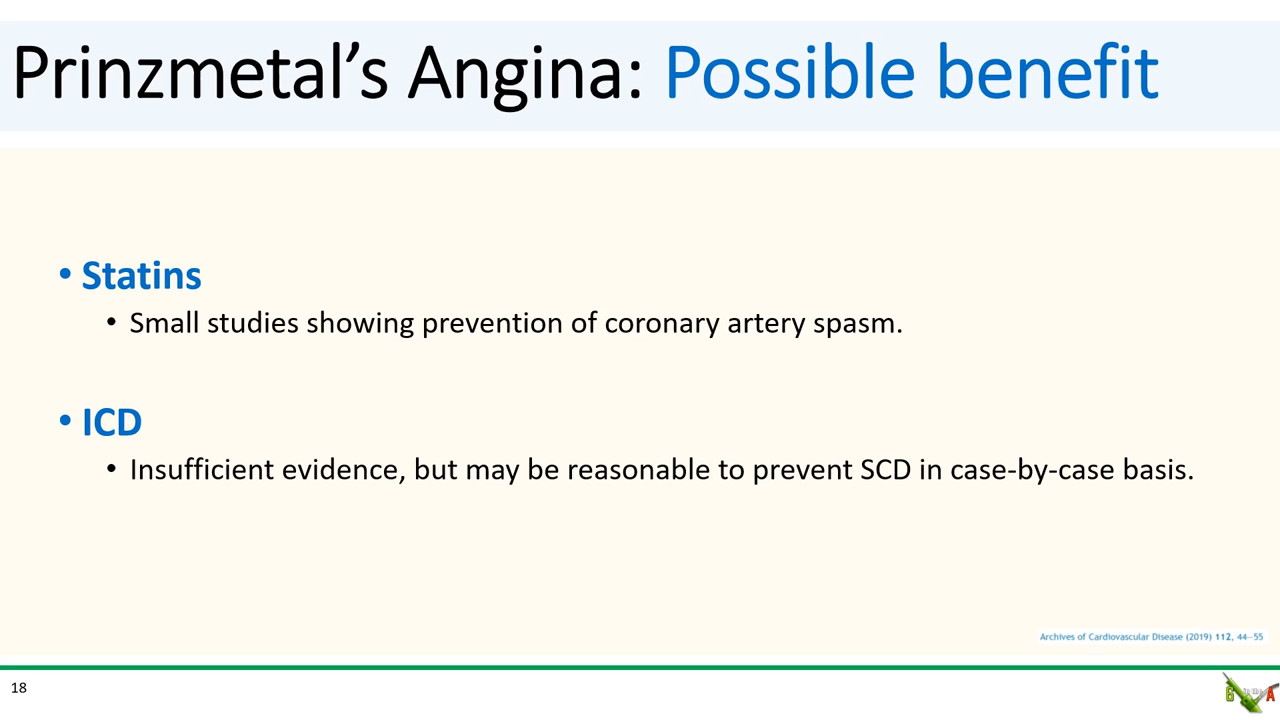 Prinzmetal’s Angina: Possible benefit
• Statins
• Small studies showing prevention of coronary artery spasm.
• ICD
• Insufficient evidence, but may be reasonable to prevent SCD in case-by-case basis.
Archives of Cardiovascular Disease (2019) 112, 44–55
18